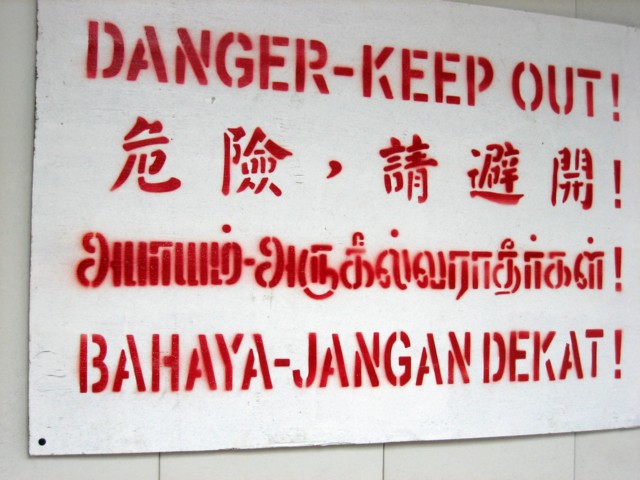 DANGER-KEEP OUT!
危險，請避開！
அபாயம்-அருகில்வராதீர்கள்!
BAHAYA-JANGAN DEKAT!